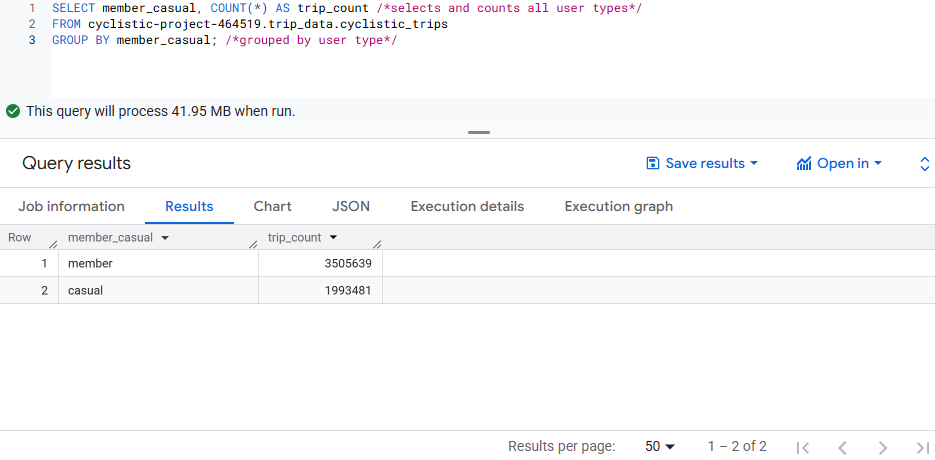 1 SELECT member_casual, COUNT(*) AS trip_count /*selects and counts all user types*/
2 FROM cyclistic-project-464519.trip_data.cyclistic_trips
3 GROUP BY member_casual; /*grouped by user type*/
This query will process 41.95 MB when run.
Query results
Save results
Open in
Job information Results Chart JSON Execution details Execution graph
Row member_casual trip_count
1 member 3505639
2 casual 1993481
Results per page: 50 1 – 2 of 2